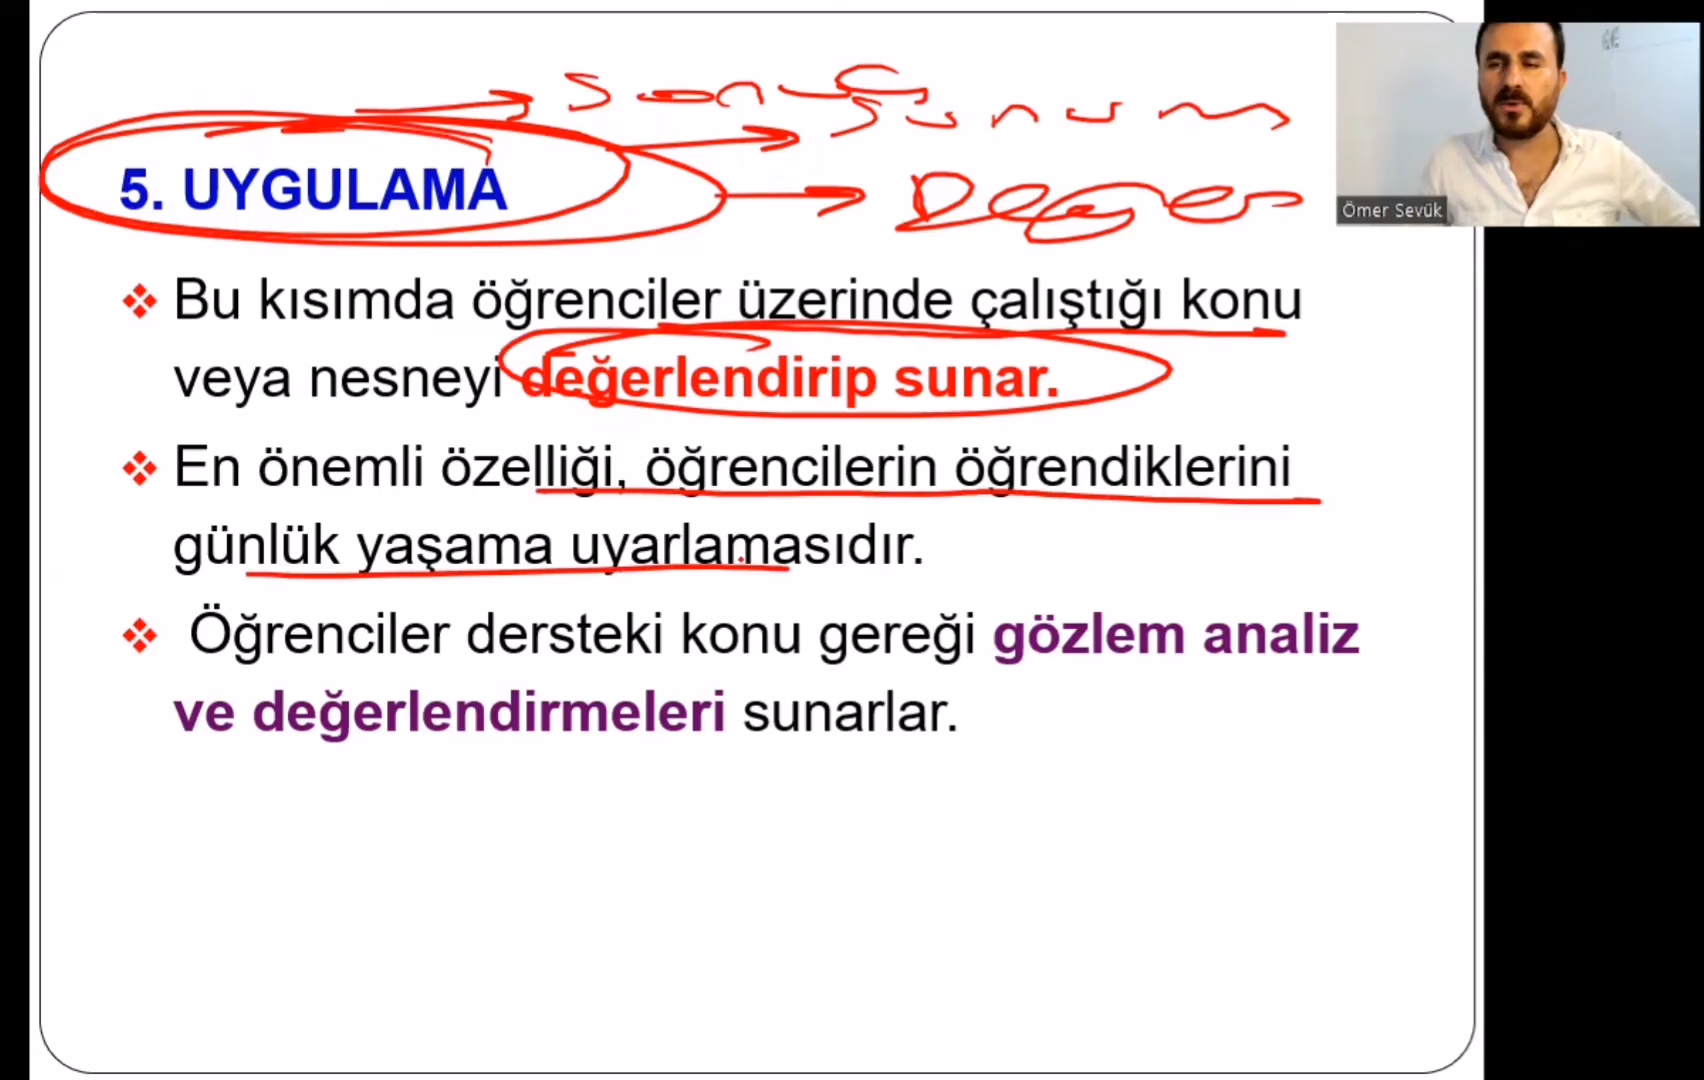 Sonuç
Sunum
Değer
5. UYGULAMA
Ömer Sevük
Bu kısımda öğrenciler üzerinde çalıştığı konu
veya nesneyi değerlendirip sunar.
En önemli özelliği, öğrencilerin öğrendiklerini
günlük yaşama uyarlamasıdır.
Öğrenciler dersteki konu gereği gözlem analiz
ve değerlendirmeleri sunarlar.